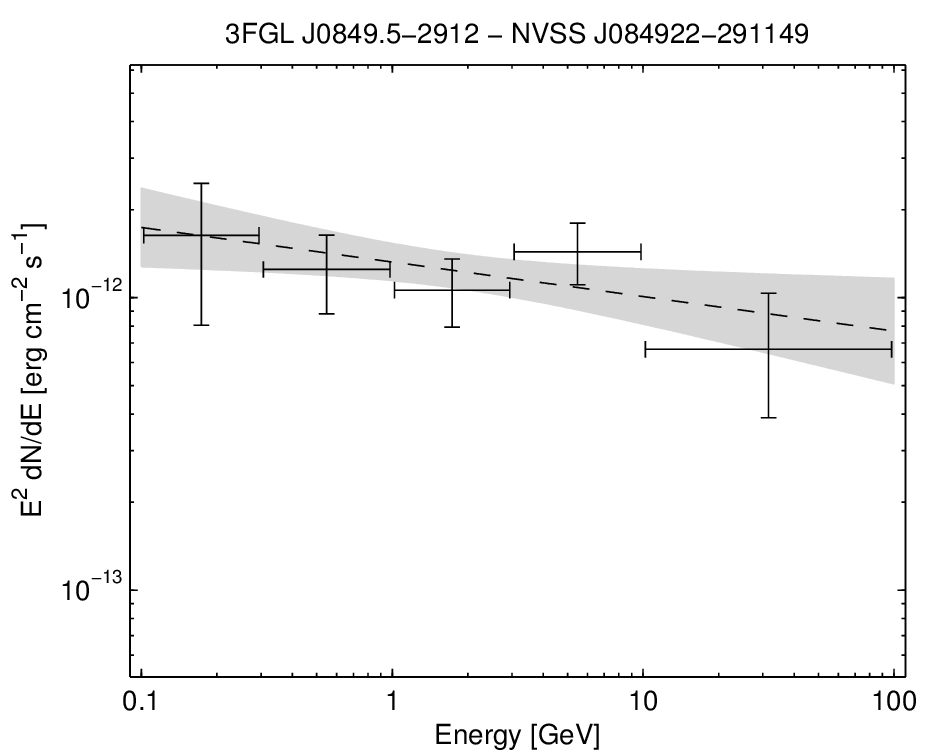 3FGL J0849.5−2912 − NVSS J084922−291149
E² dN/dE [erg cm⁻² s⁻¹]
10⁻¹²
10⁻¹³
0.1 1 10 100
Energy [GeV]